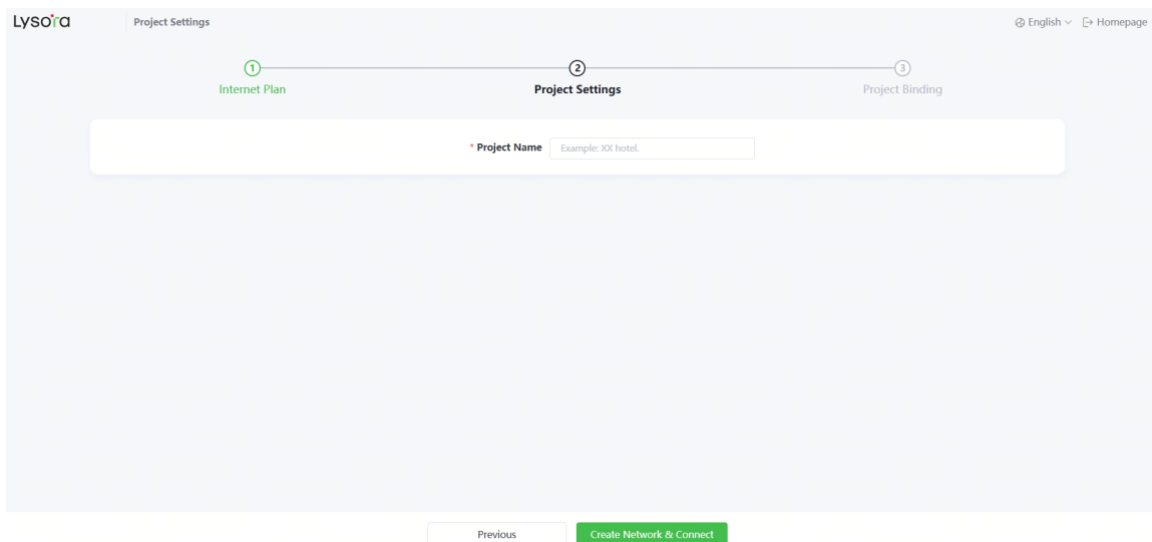 Lysora
Project Settings
English
Homepage
1
2
3
Internet Plan
Project Settings
Project Binding
* Project Name
Example: XX hotel.
Previous
Create Network & Connect